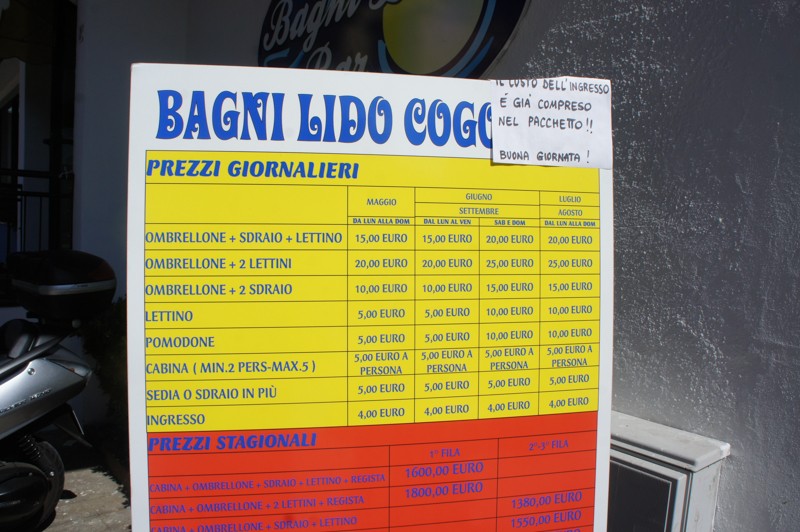 Bagni
Bar
BAGNI LIDO COGO
IL COSTO DELL'INGRESSO
É GIÀ COMPRESO
NEL PACCHETTO!!
BUONA GIORNATA!
PREZZI GIORNALIERI
MAGGIO GIUGNO LUGLIO
SETTEMBRE AGOSTO
DA LUN ALLA DOM DAL LUN AL VEN SAB E DOM DAL LUN ALLA DOM
OMBRELLONE + SDRAIO + LETTINO 15,00 EURO 15,00 EURO 20,00 EURO 20,00 EURO
OMBRELLONE + 2 LETTINI 20,00 EURO 20,00 EURO 25,00 EURO 25,00 EURO
OMBRELLONE + 2 SDRAIO 10,00 EURO 10,00 EURO 15,00 EURO 15,00 EURO
LETTINO 5,00 EURO 5,00 EURO 10,00 EURO 10,00 EURO
POMODONE 5,00 EURO 5,00 EURO 10,00 EURO 10,00 EURO
CABINA ( MIN.2 PERS-MAX.5 ) 5,00 EURO A PERSONA 5,00 EURO A PERSONA 5,00 EURO A PERSONA 5,00 EURO A PERSONA
SEDIA O SDRAIO IN PIÙ 5,00 EURO 5,00 EURO 5,00 EURO 5,00 EURO
INGRESSO 4,00 EURO 4,00 EURO 4,00 EURO 4,00 EURO
PREZZI STAGIONALI
1° FILA 2°-3° FILA
CABINA + OMBRELLONE + SDRAIO + LETTINO + REGISTA 1600,00 EURO
CABINA + OMBRELLONE + 2 LETTINI + REGISTA 1800,00 EURO
CABINA + OMBRELLONE + SDRAIO + LETTINO 1380,00 EURO
1550,00 EURO